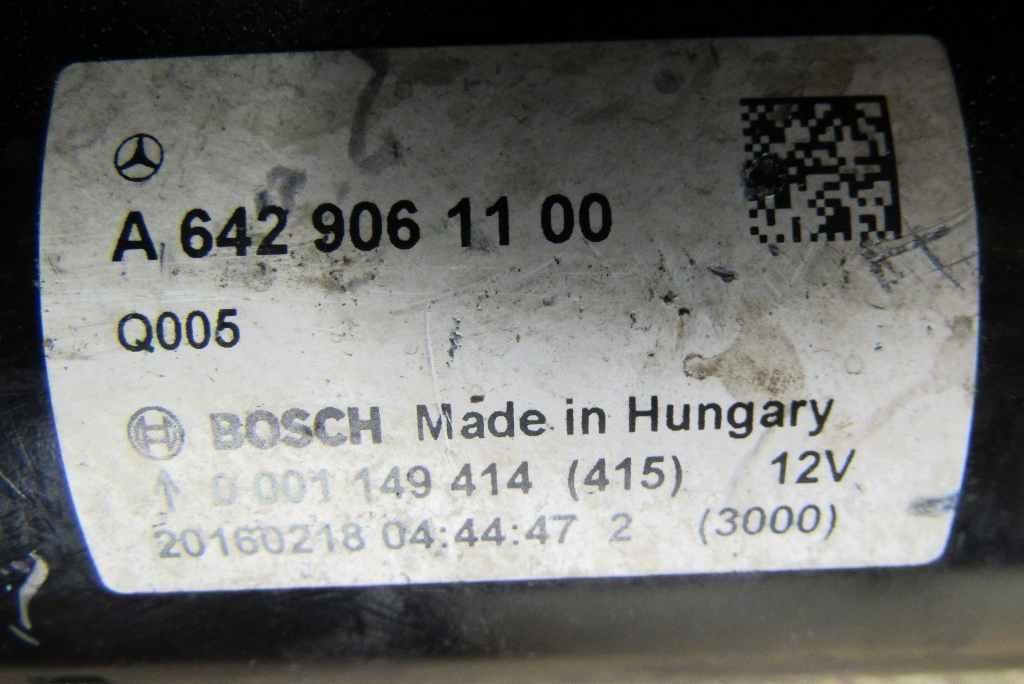 A 642 906 11 00
Q005
BOSCH Made in Hungary
↑ 0 001 149 414 (415) 12V
20160218 04:44:47 2 (3000)